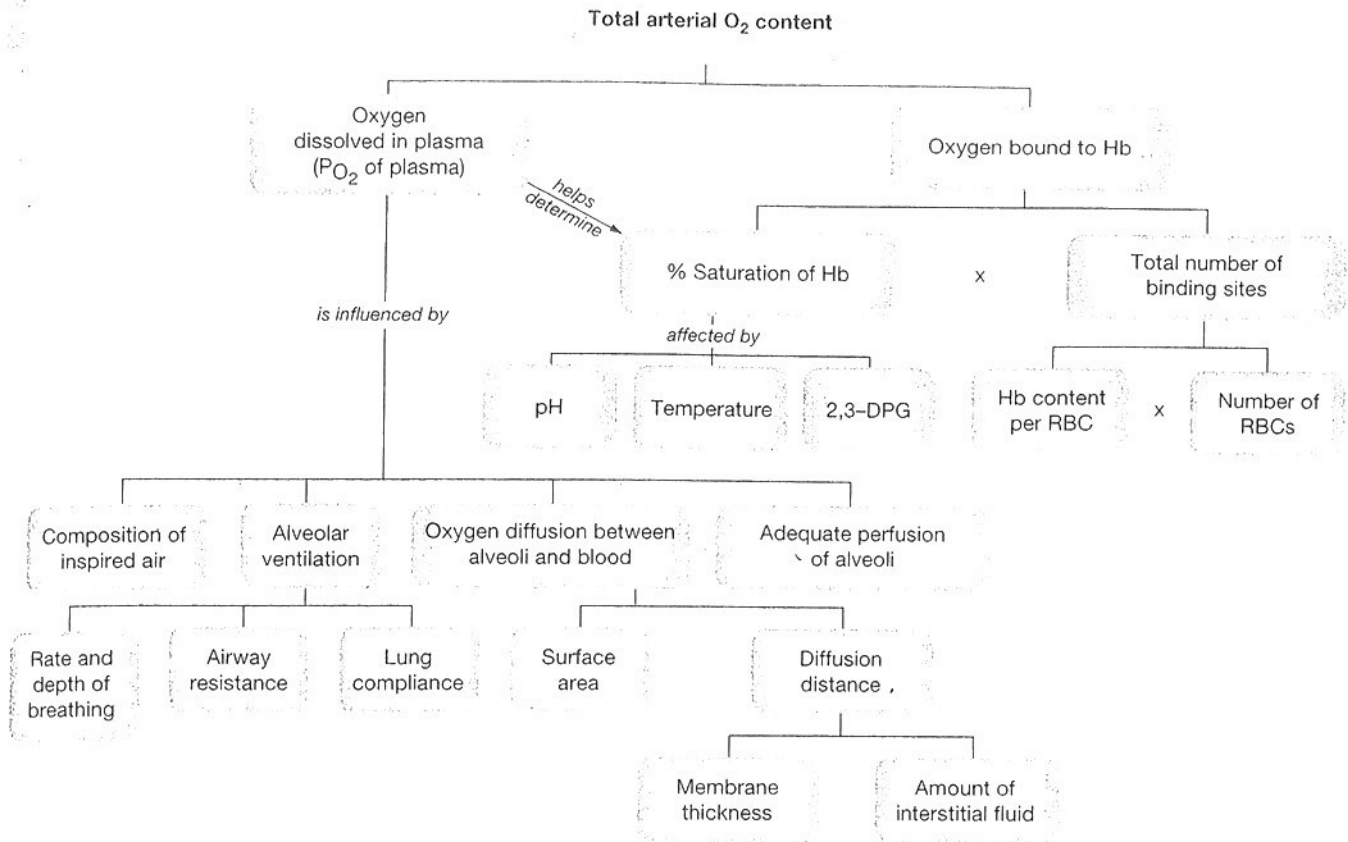 Total arterial O₂ content
Oxygen
dissolved in plasma
(PO₂ of plasma)
Oxygen bound to Hb
helps
determine
% Saturation of Hb
x
Total number of
binding sites
is influenced by
affected by
pH
Temperature
2,3–DPG
Hb content
per RBC
x
Number of
RBCs
Composition of
inspired air
Alveolar
ventilation
Oxygen diffusion between
alveoli and blood
Adequate perfusion
of alveoli
Rate and
depth of
breathing
Airway
resistance
Lung
compliance
Surface
area
Diffusion
distance
Membrane
thickness
Amount of
interstitial fluid